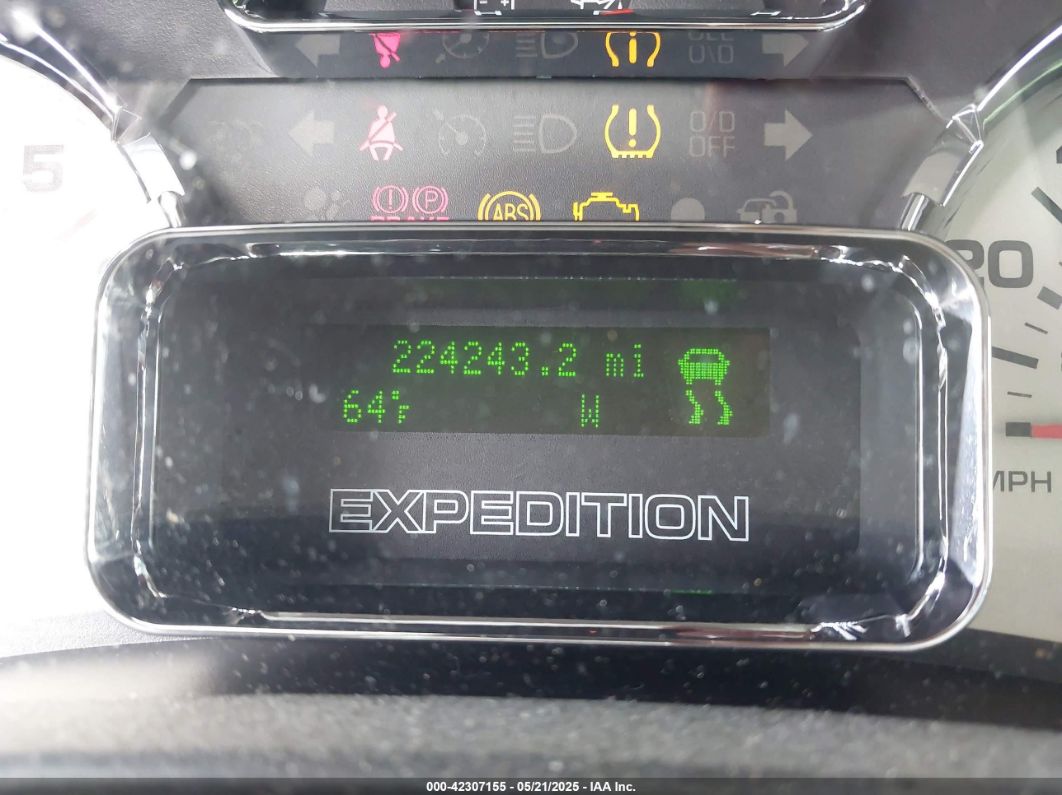 O/D
OFF
5
BRAKE
ABS
20
224243.2 mi
64°F W
MPH
EXPEDITION
000-42307155 - 05/21/2025 - IAA Inc.